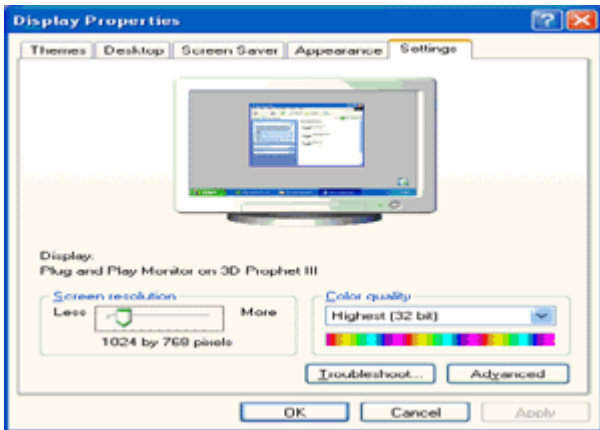 Display Properties
Themes Desktop Screen Saver Appearance Settings
Display:
Plug and Play Monitor on 3D Prophet III
Screen resolution
Less More
1024 by 768 pixels
Color quality
Highest (32 bit)
Troubleshoot... Advanced
OK Cancel Apply